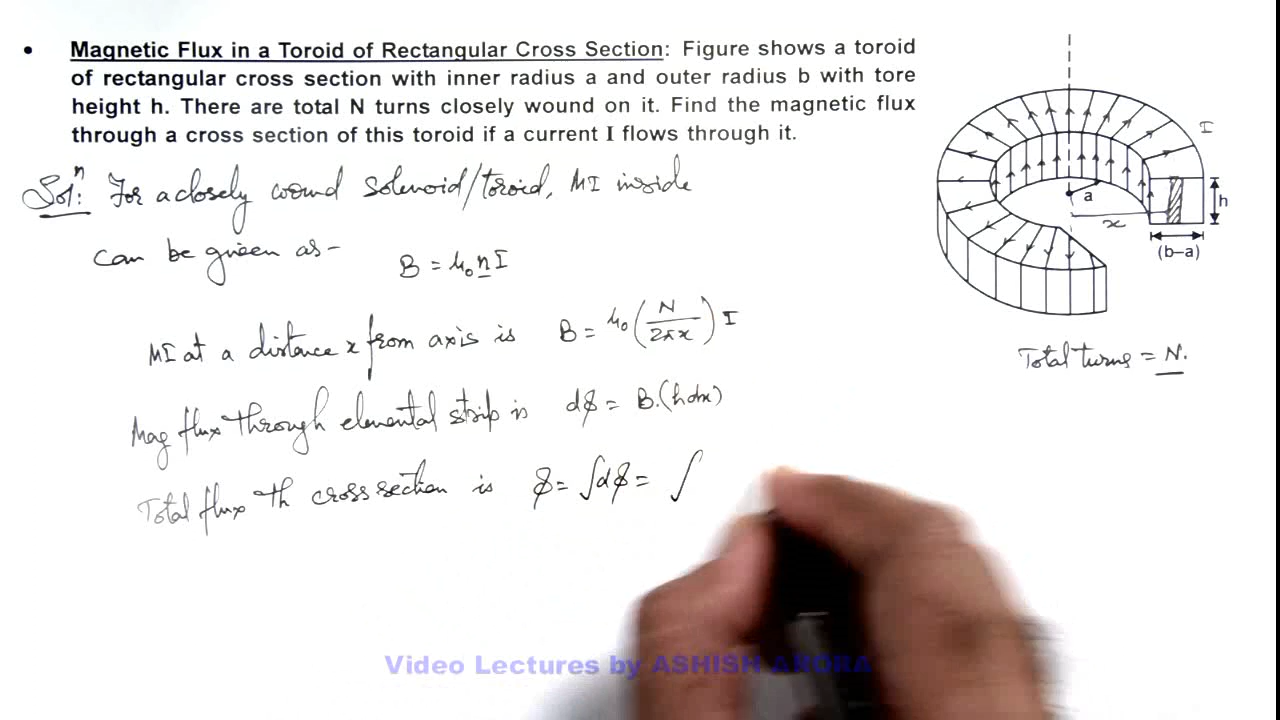 • Magnetic Flux in a Toroid of Rectangular Cross Section: Figure shows a toroid
of rectangular cross section with inner radius a and outer radius b with tore
height h. There are total N turns closely wound on it. Find the magnetic flux
through a cross section of this toroid if a current I flows through it.
Solⁿ: For a closely wound solenoid/toroid, MI inside
can be given as –
B = μ₀nI
MI at a distance x from axis is B = μ₀(N/2πx)I
Mag flux through elemental strip is dφ = B.(hdx)
Total flux th cross section is φ = ∫dφ = ∫
I
a
x
h
(b–a)
Total turns = N.
Video Lectures by ASHISH ARORA